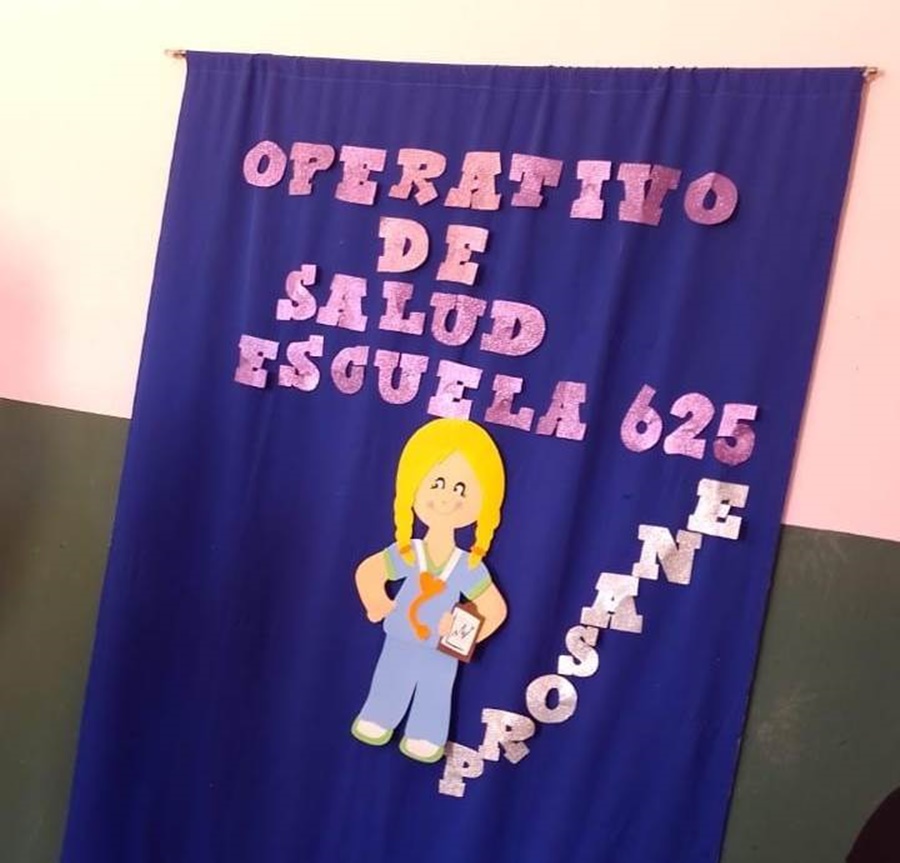 OPERATIVO
DE
SALUD
ESCUELA 625
PROSANE